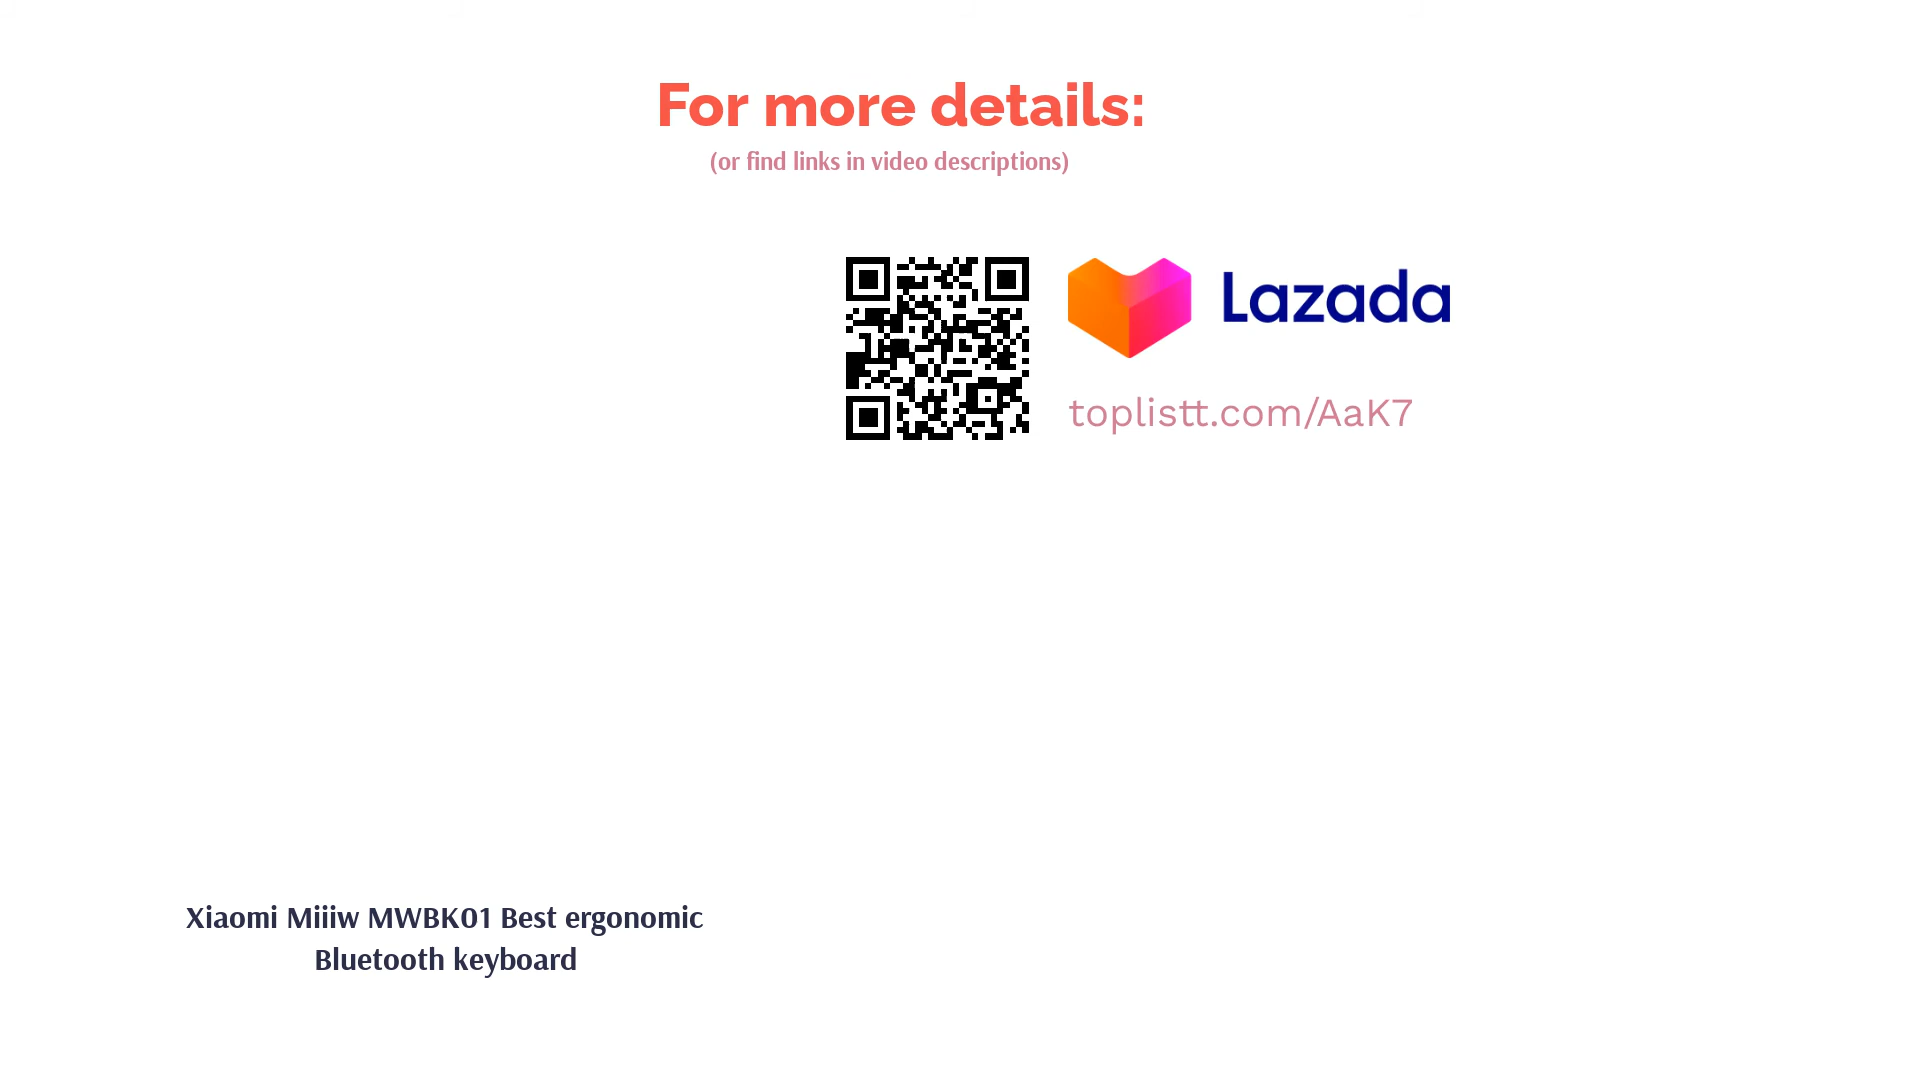 For more details:
(or find links in video descriptions)
Lazada
toplistt.com/AaK7
Xiaomi Miiiw MWBK01 Best ergonomic
Bluetooth keyboard